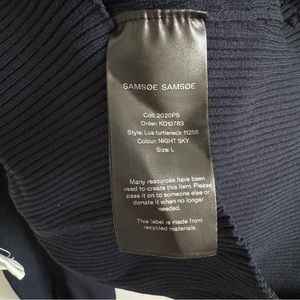 SAMSØE SAMSØE
Coll: 2020PS
Order: KO12783
Style: Lua turtleneck 11256
Colour: NIGHT SKY
Size: L
Many resources have been
used to create this item. Please
pass it on to someone or
donate it when no longer
needed.
This label is made from
recycled materials.